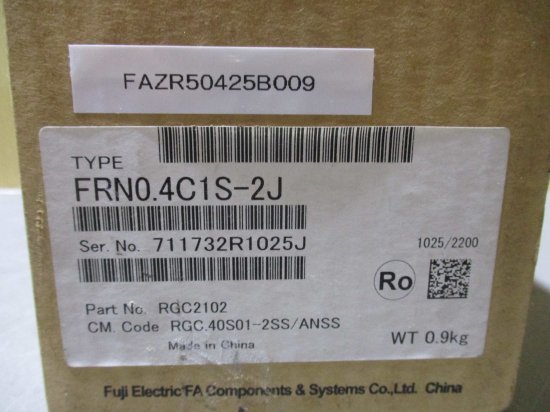 FAZR50425B009
TYPE
FRN0.4C1S-2J
Ser. No. 711732R1025J
1025/2200
Ro
Part No. RGC2102
CM. Code RGC.40S01-2SS/ANSS
Made in China
WT 0.9kg
Fuji Electric FA Components & Systems Co.,Ltd. China